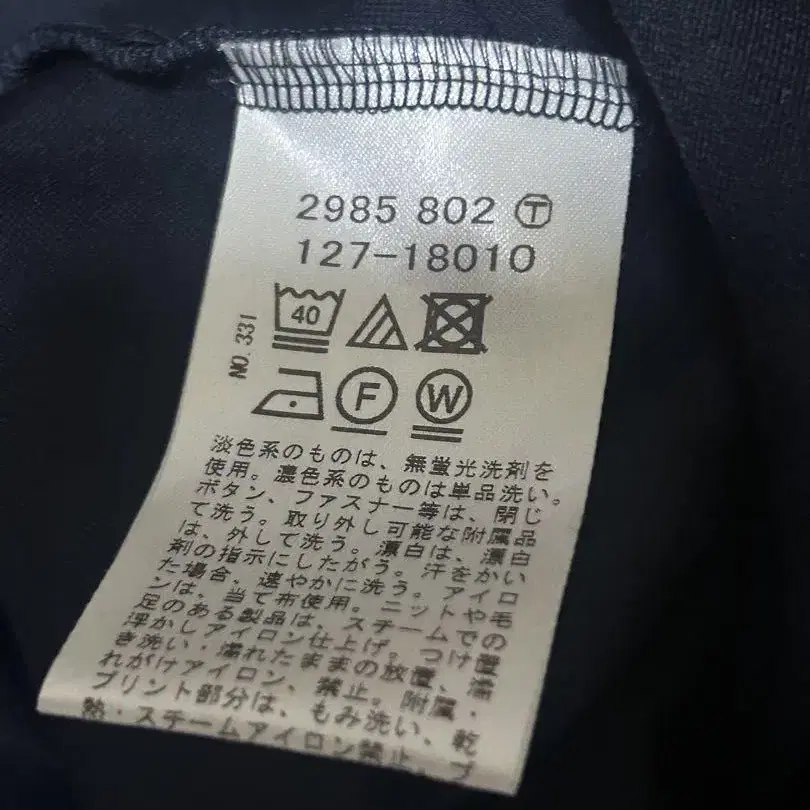 2985 802 Ⓣ
127-18010
NO.331
40
F
W
淡色系のものは、無蛍光洗剤を
使用。濃色系のものは単品洗い。
ボタン、ファスナー等は、閉じ
て洗う。取り外し可能な附属品
は、外して洗う。漂白は、漂白
剤の指示にしたがう。汗をかい
た場合、速やかに洗う。アイロ
ンは、当て布使用。ニットや毛
足のある製品は、スチームでの
浮かしアイロン仕上げ。つけ置
き洗い・濡れたままの放置、濡
れがけアイロン、禁止。附属・
プリント部分は、もみ洗い、乾
熱・スチームアイロン禁止。プ